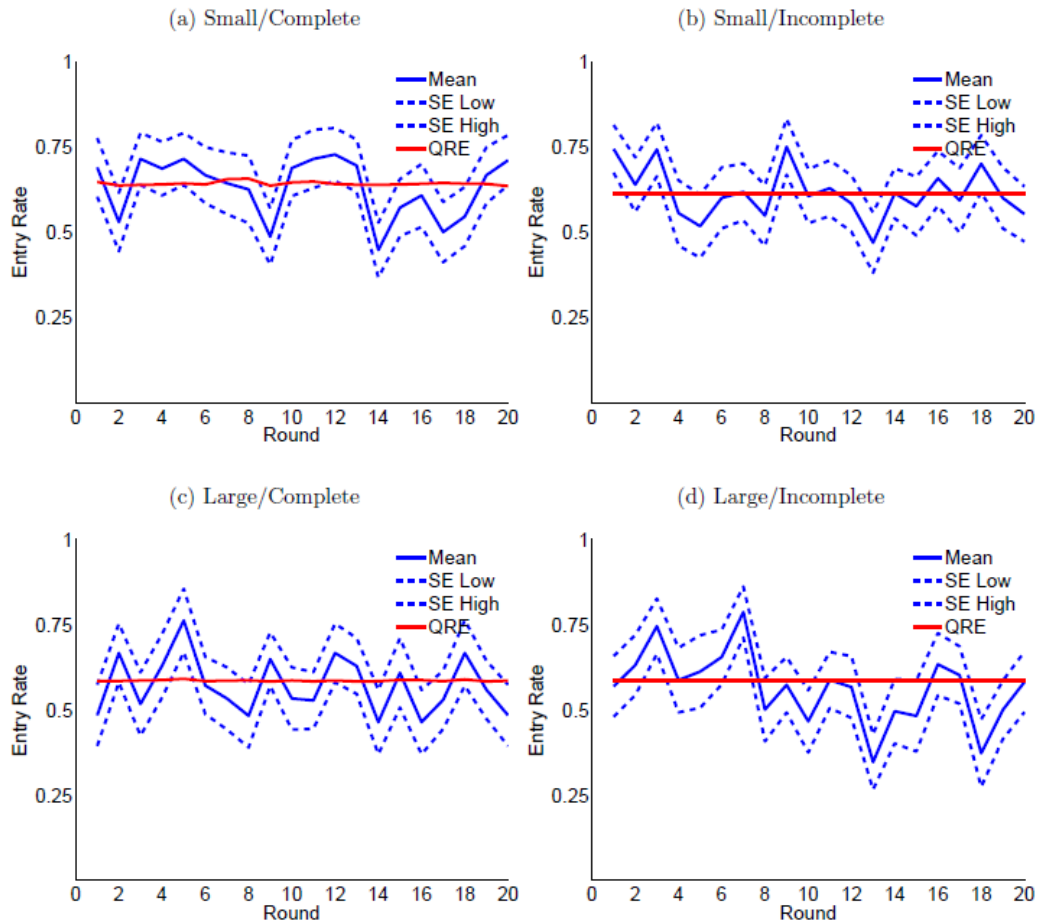 (a) Small/Complete
1
0.75
0.5
0.25
Entry Rate
Mean
SE Low
SE High
QRE
0 2 4 6 8 10 12 14 16 18 20
Round
(b) Small/Incomplete
1
0.75
0.5
0.25
Entry Rate
Mean
SE Low
SE High
QRE
0 2 4 6 8 10 12 14 16 18 20
Round
(c) Large/Complete
1
0.75
0.5
0.25
Entry Rate
Mean
SE Low
SE High
QRE
0 2 4 6 8 10 12 14 16 18 20
Round
(d) Large/Incomplete
1
0.75
0.5
0.25
Entry Rate
Mean
SE Low
SE High
QRE
0 2 4 6 8 10 12 14 16 18 20
Round